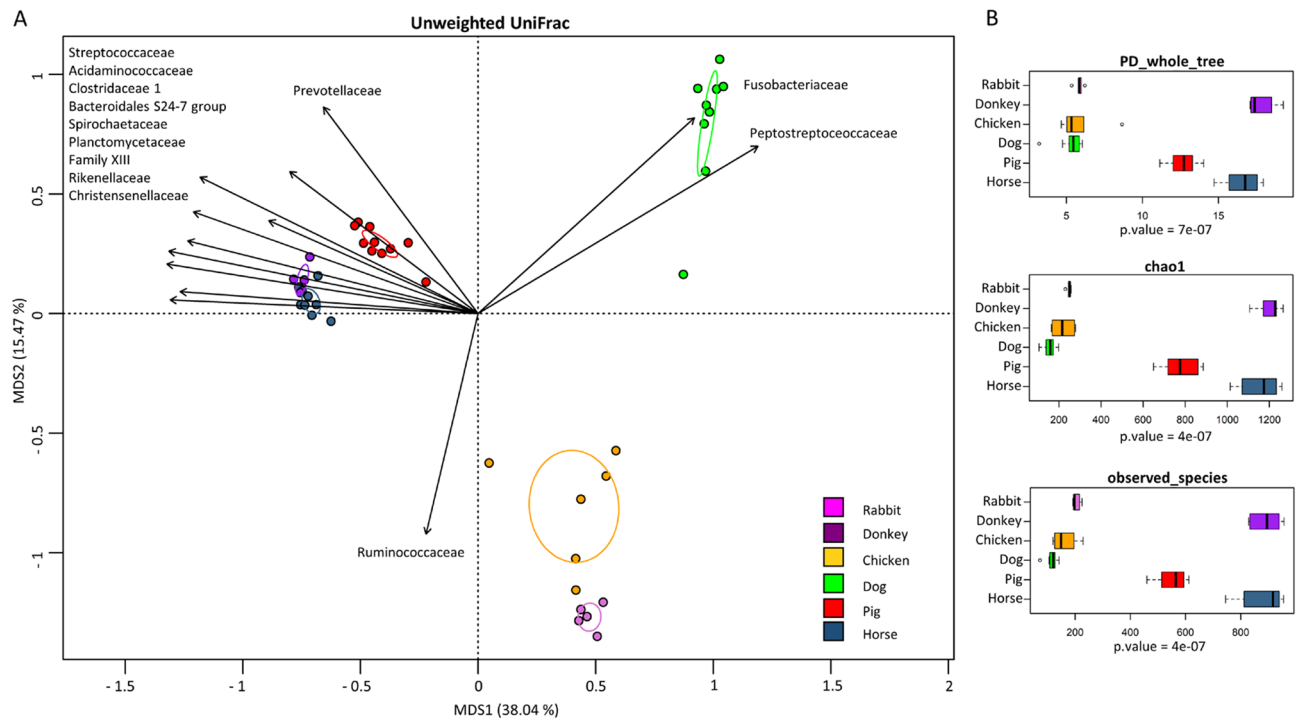 A
Unweighted UniFrac
Streptococcaceae
Acidaminococcaceae
Clostridaceae 1
Bacteroidales S24-7 group
Spirochaetaceae
Planctomycetaceae
Family XIII
Rikenellaceae
Christensenellaceae
Prevotellaceae
Fusobacteriaceae
Peptostreptoceoccaceae
Ruminococcaceae
1
0.5
0
- 0.5
- 1
MDS2 (15.47 %)
- 1.5
- 1
- 0.5
0
0.5
1
1.5
2
MDS1 (38.04 %)
Rabbit
Donkey
Chicken
Dog
Pig
Horse
B
PD_whole_tree
Rabbit
Donkey
Chicken
Dog
Pig
Horse
5
10
15
p.value = 7e-07
chao1
Rabbit
Donkey
Chicken
Dog
Pig
Horse
200
400
600
800
1000
1200
p.value = 4e-07
observed_species
Rabbit
Donkey
Chicken
Dog
Pig
Horse
200
400
600
800
p.value = 4e-07